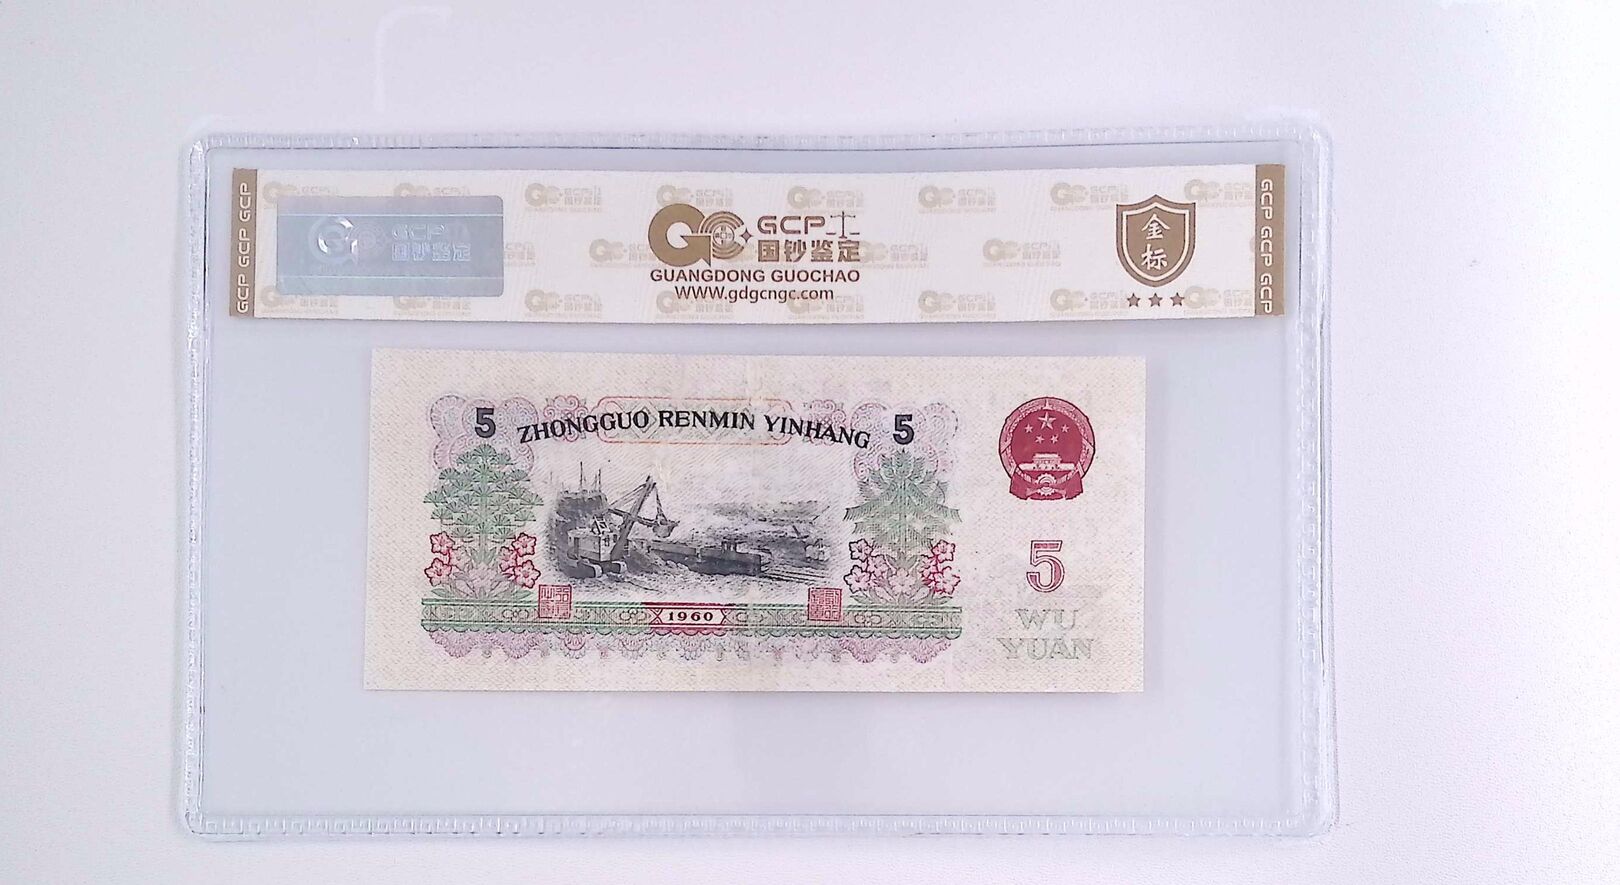 GCP GCP GCP
GCP
国钞鉴定
GCP
国钞鉴定
GUANGDONG GUOCHAO
WWW.gdgcngc.com
金
标
GCP GCP GCP
5 ZHONGGUO RENMIN YINHANG 5
1960
5
WU
YUAN